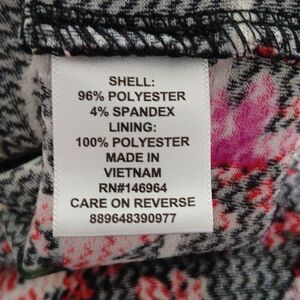 SHELL:
96% POLYESTER
4% SPANDEX
LINING:
100% POLYESTER
MADE IN
VIETNAM
RN#146964
CARE ON REVERSE
889648390977